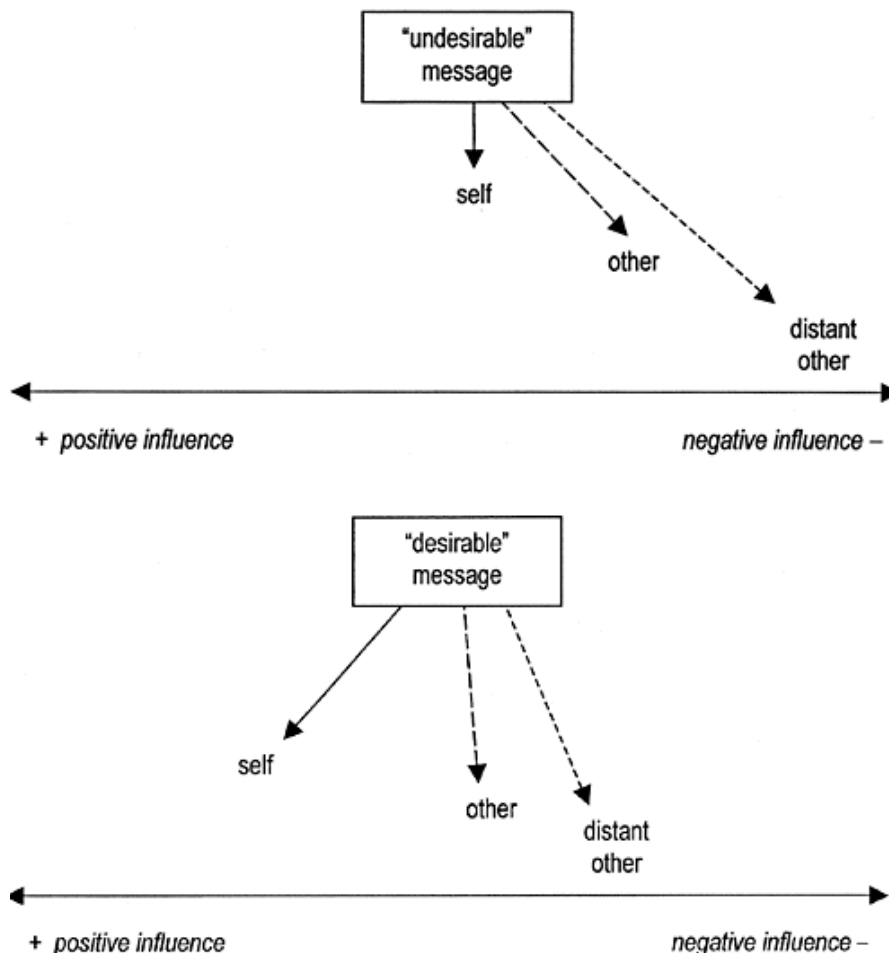 “undesirable”
message
self
other
distant
other
+ positive influence
negative influence –
“desirable”
message
self
other
distant
other
+ positive influence
negative influence –